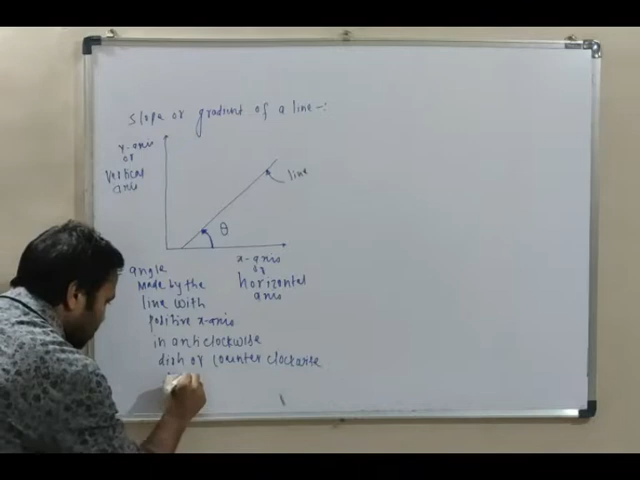 slope or gradient of a line -:
Y-axis
or
Vertical
axis
line
θ
x-axis
or
horizontal
axis
angle
made by the
line with
positive x-axis
in anticlockwise
dirn or counter clockwise